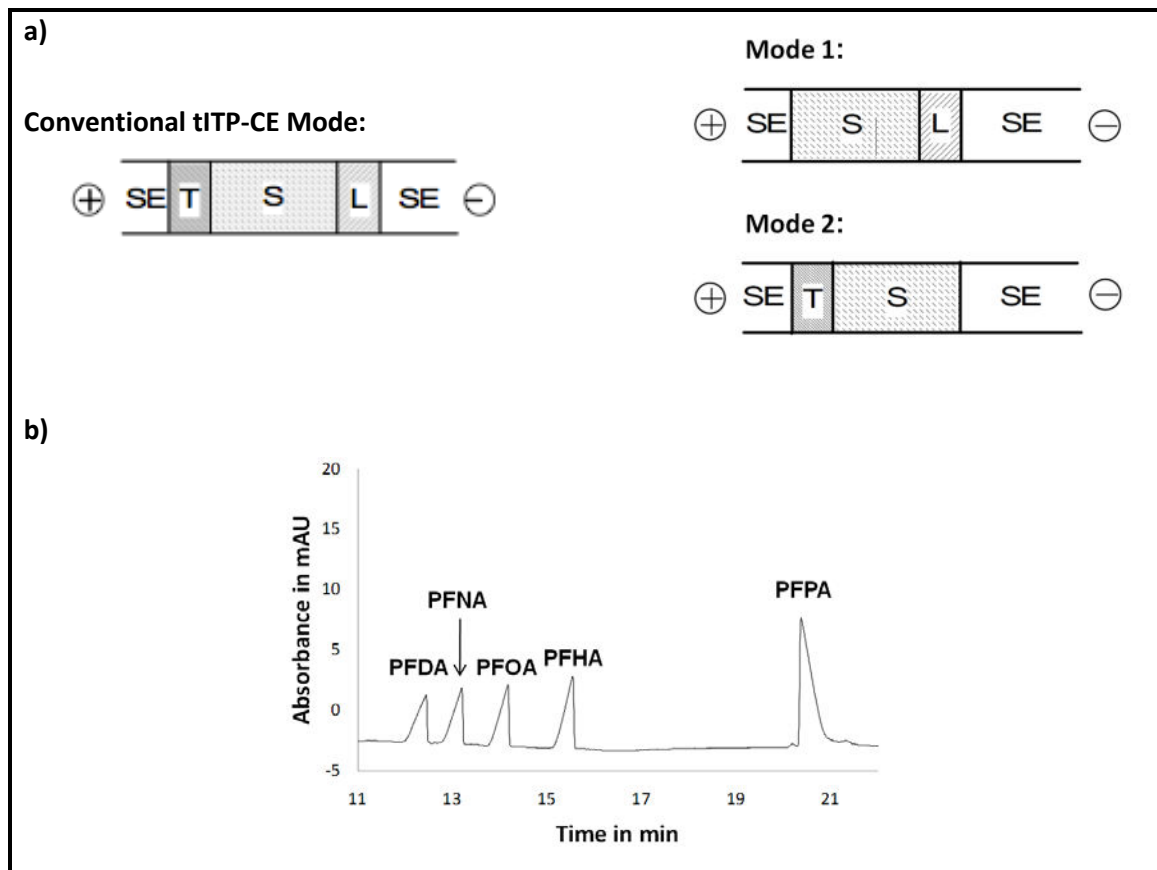 a)
Conventional tITP-CE Mode:
⊕ SE T S L SE ⊖
Mode 1:
⊕ SE S L SE ⊖
Mode 2:
⊕ SE T S SE ⊖
b)
Absorbance in mAU
20
15
10
5
0
-5
PFDA
PFNA
PFOA
PFHA
PFPA
11 13 15 17 19 21
Time in min